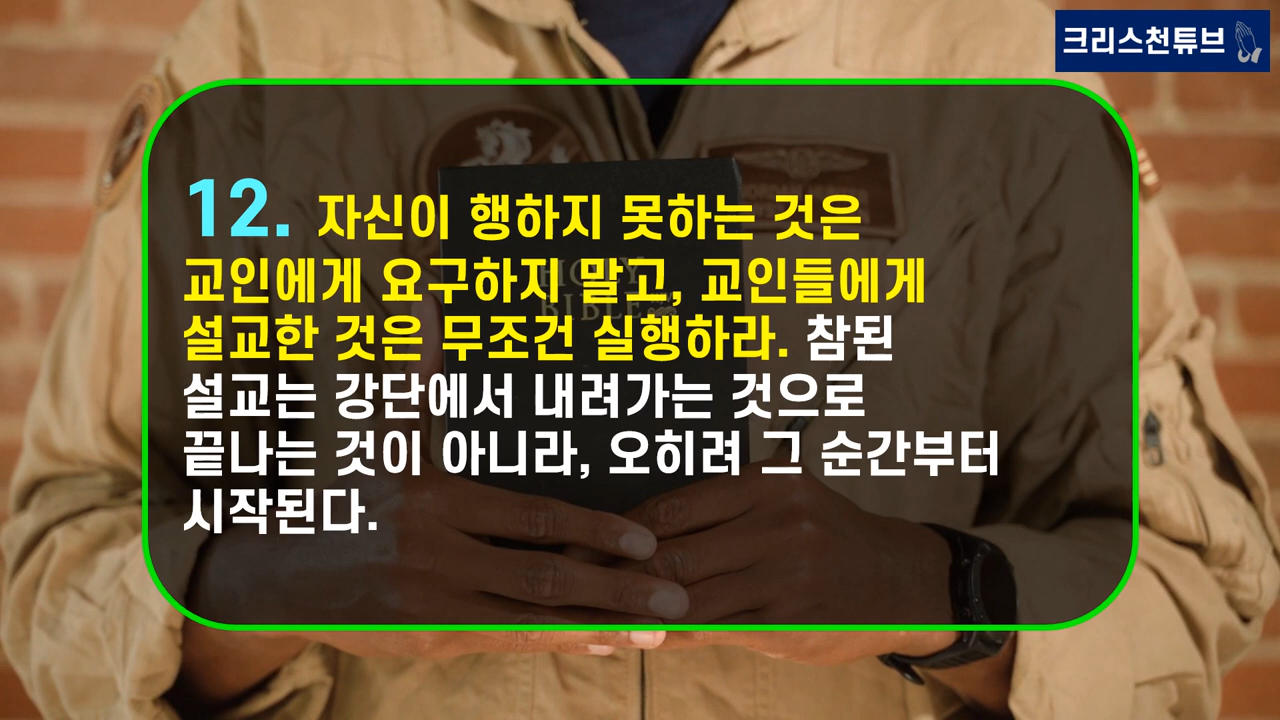 크리스천튜브
12. 자신이 행하지 못하는 것은
교인에게 요구하지 말고, 교인들에게
설교한 것은 무조건 실행하라. 참된
설교는 강단에서 내려가는 것으로
끝나는 것이 아니라, 오히려 그 순간부터
시작된다.
HOLY
BIBLE